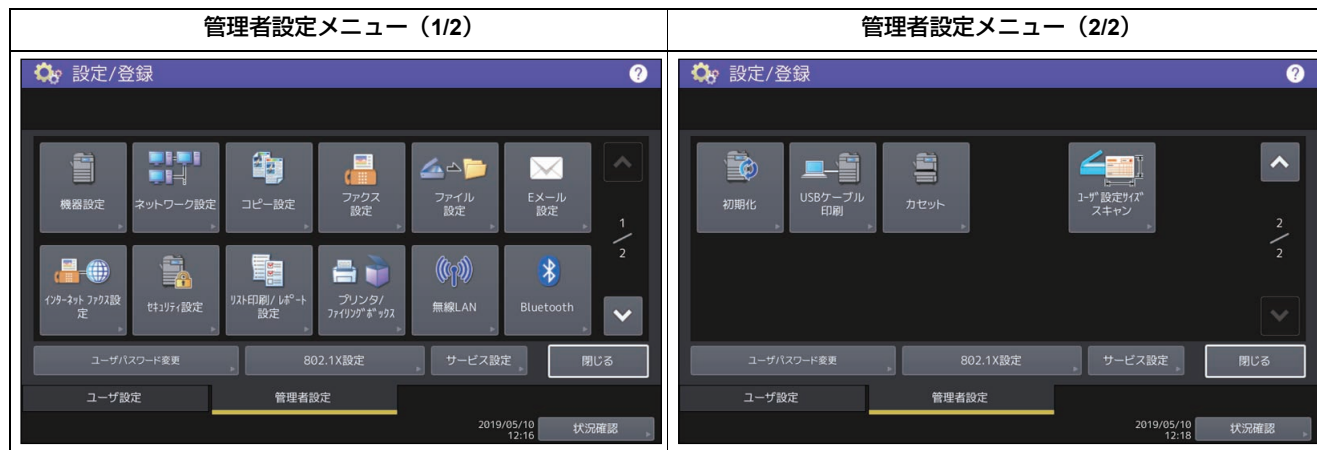 管理者設定メニュー（1/2）
設定/登録
?
機器設定
ネットワーク設定
コピー設定
ファクス
設定
ファイル
設定
Eメール
設定
1
2
インターネット ファクス設
定
セキュリティ設定
リスト印刷/ レポート
設定
プリンタ/
ファイリングボックス
無線LAN
Bluetooth
ユーザパスワード変更
802.1X設定
サービス設定
閉じる
ユーザ設定
管理者設定
2019/05/10
12:16
状況確認
管理者設定メニュー（2/2）
設定/登録
?
初期化
USBケーブル
印刷
カセット
ユーザ設定サイズ
スキャン
2
2
ユーザパスワード変更
802.1X設定
サービス設定
閉じる
ユーザ設定
管理者設定
2019/05/10
12:18
状況確認